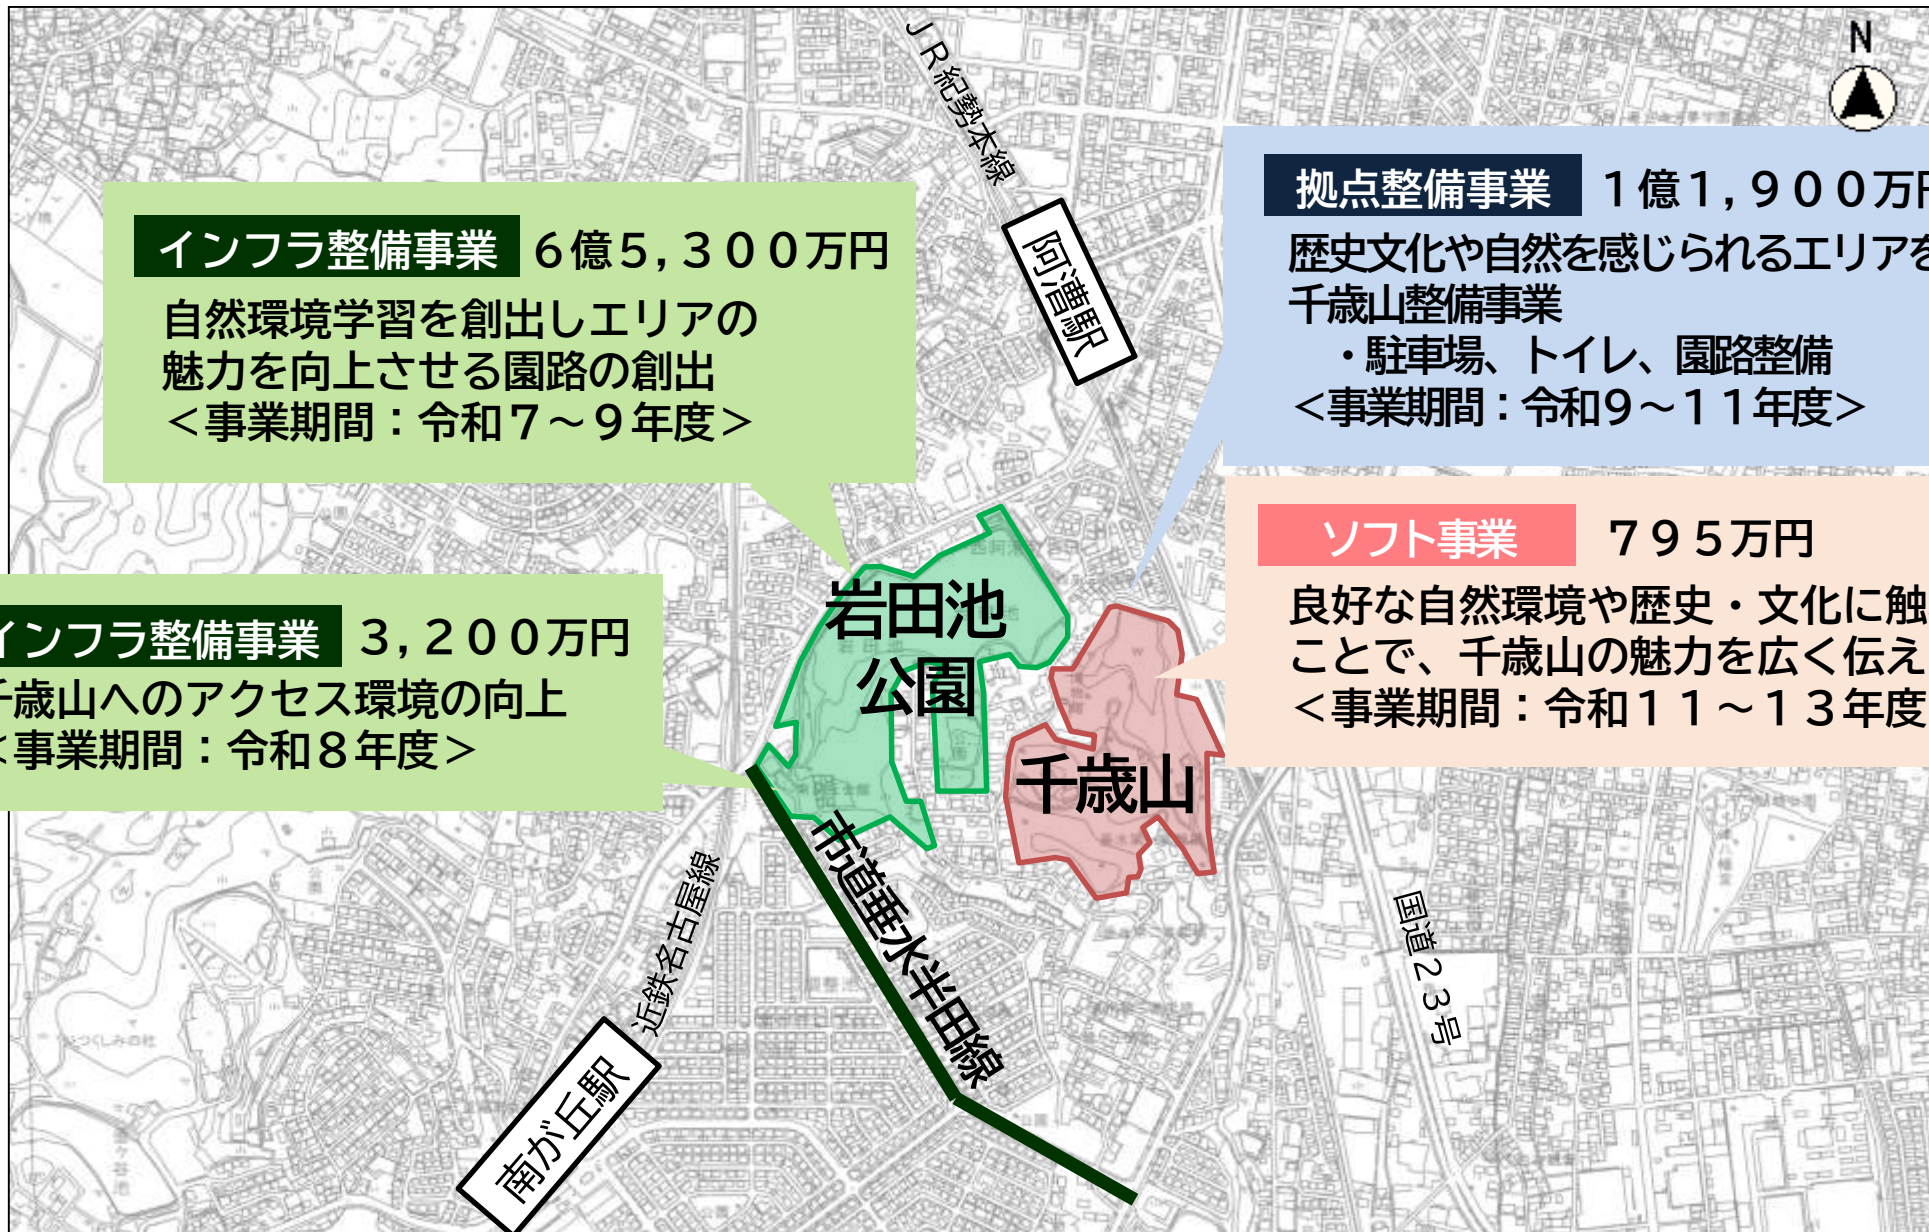 N
JR紀勢本線
阿漕駅
インフラ整備事業 6億5,300万円
自然環境学習を創出しエリアの
魅力を向上させる園路の創出
<事業期間：令和7～9年度>
拠点整備事業 1億1,900万円
歴史文化や自然を感じられるエリアを
千歳山整備事業
・駐車場、トイレ、園路整備
<事業期間：令和9～11年度>
ソフト事業 795万円
良好な自然環境や歴史・文化に触
ことで、千歳山の魅力を広く伝え
<事業期間：令和11～13年度
インフラ整備事業 3,200万円
千歳山へのアクセス環境の向上
<事業期間：令和8年度>
岩田池
公園
千歳山
市道垂水半田線
近鉄名古屋線
南が丘駅
国道23号